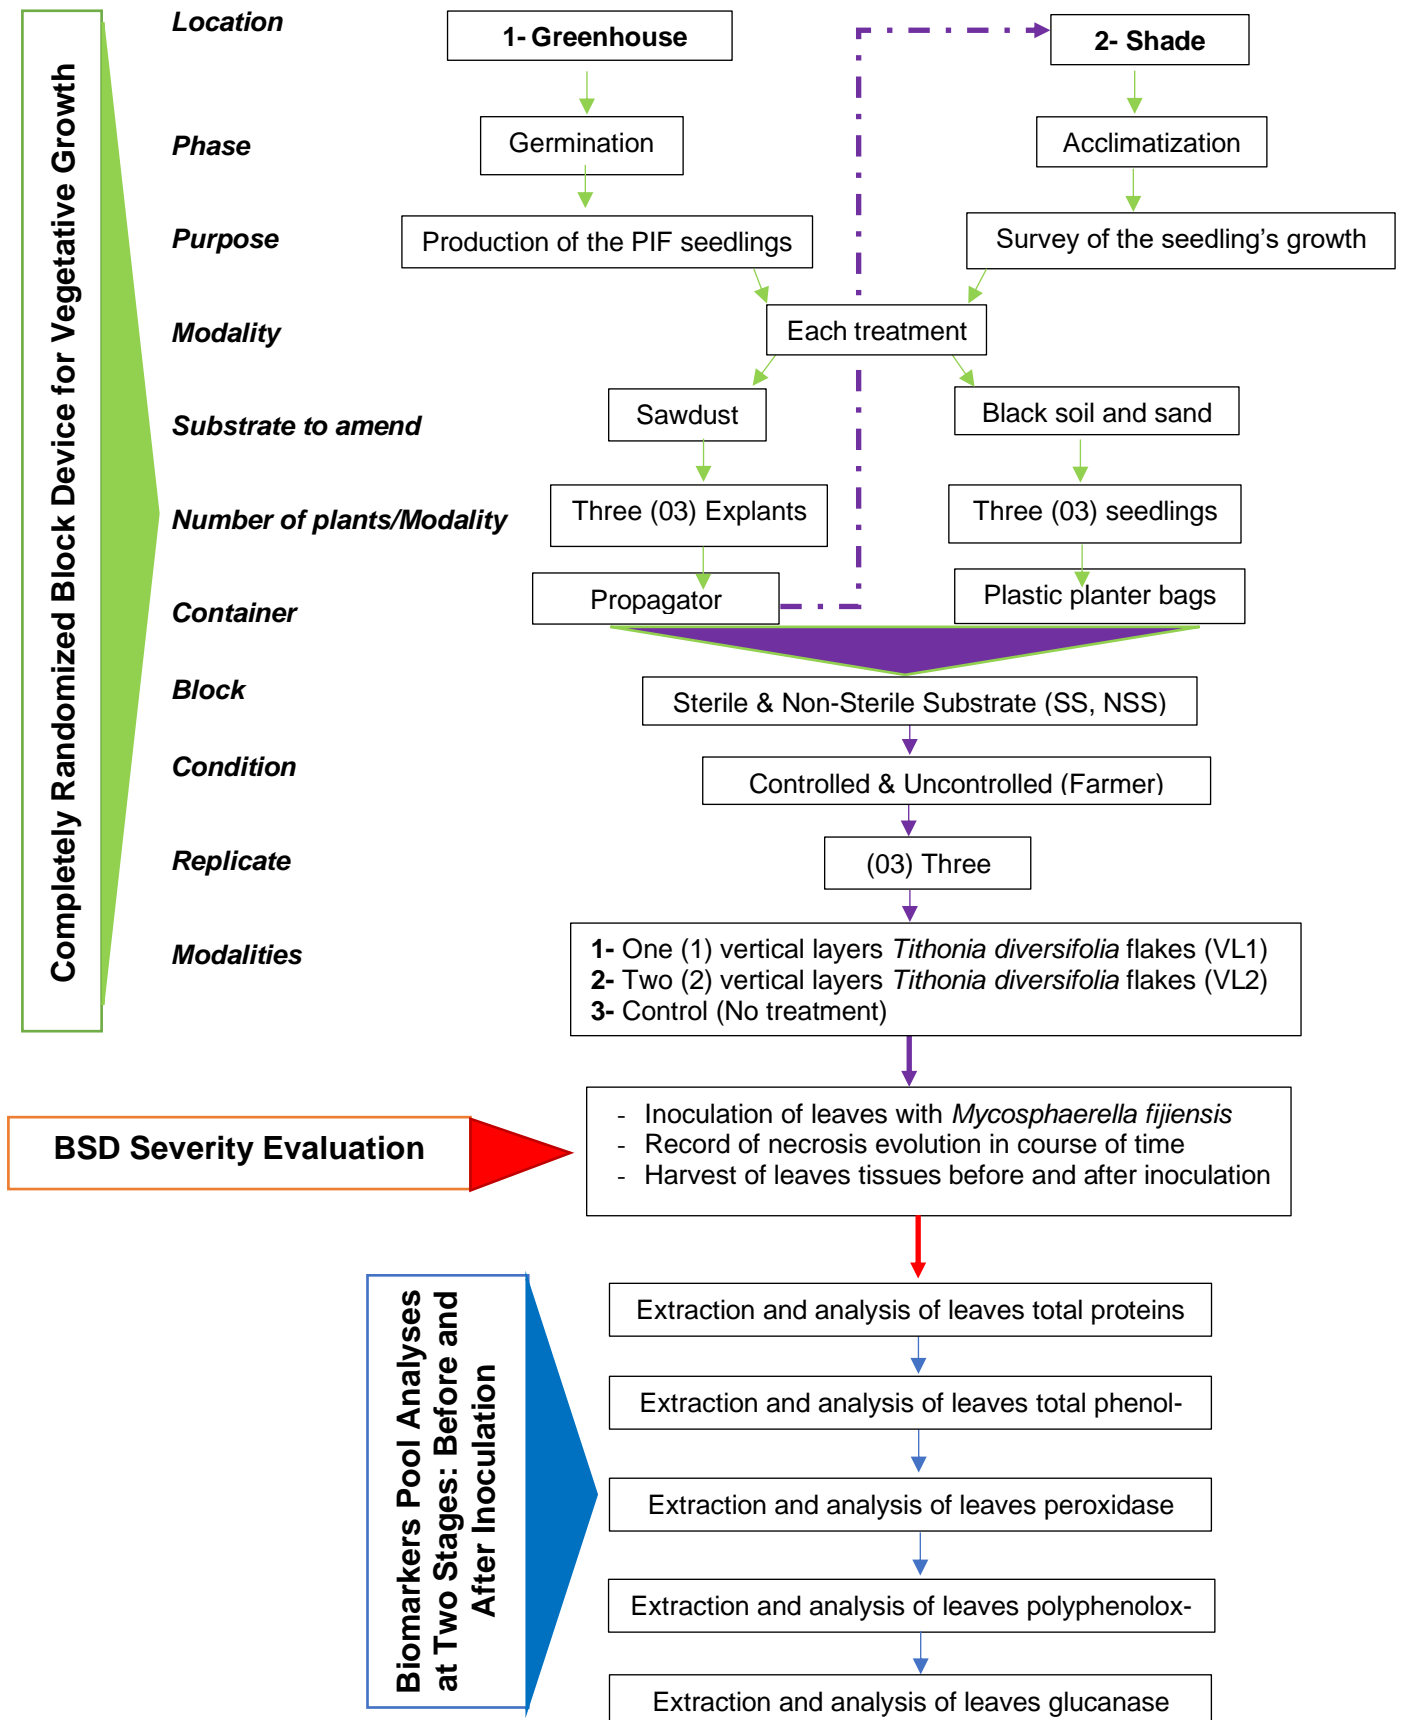 Completely Randomized Block Device for Vegetative Growth
Location
1- Greenhouse
2- Shade
Phase
Germination
Acclimatization
Purpose
Production of the PIF seedlings
Survey of the seedling's growth
Modality
Each treatment
Substrate to amend
Sawdust
Black soil and sand
Number of plants/Modality
Three (03) Explants
Three (03) seedlings
Container
Propagator
Plastic planter bags
Block
Sterile & Non-Sterile Substrate (SS, NSS)
Condition
Controlled & Uncontrolled (Farmer)
Replicate
(03) Three
Modalities
1- One (1) vertical layers Tithonia diversifolia flakes (VL1)
2- Two (2) vertical layers Tithonia diversifolia flakes (VL2)
3- Control (No treatment)
BSD Severity Evaluation
- Inoculation of leaves with Mycosphaerella fijiensis
- Record of necrosis evolution in course of time
- Harvest of leaves tissues before and after inoculation
Biomarkers Pool Analyses
at Two Stages: Before and
After Inoculation
Extraction and analysis of leaves total proteins
Extraction and analysis of leaves total phenol-
Extraction and analysis of leaves peroxidase
Extraction and analysis of leaves polyphenolox-
Extraction and analysis of leaves glucanase